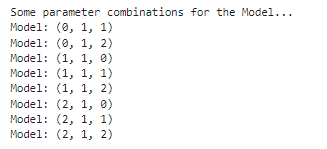 Some parameter combinations for the Model...
Model: (0, 1, 1)
Model: (0, 1, 2)
Model: (1, 1, 0)
Model: (1, 1, 1)
Model: (1, 1, 2)
Model: (2, 1, 0)
Model: (2, 1, 1)
Model: (2, 1, 2)